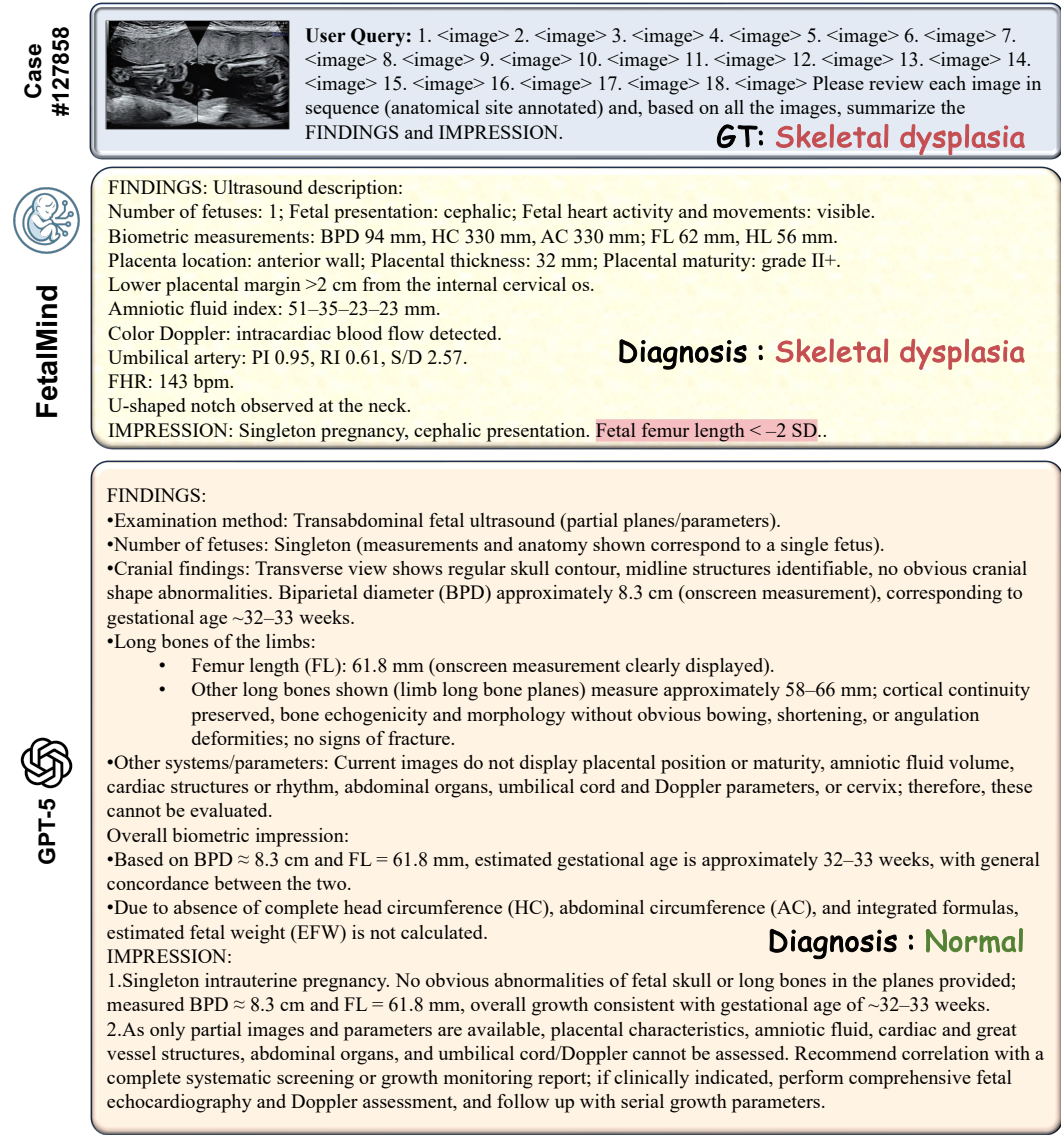 Case
#127858
User Query: 1. <image> 2. <image> 3. <image> 4. <image> 5. <image> 6. <image> 7.
<image> 8. <image> 9. <image> 10. <image> 11. <image> 12. <image> 13. <image> 14.
<image> 15. <image> 16. <image> 17. <image> 18. <image> Please review each image in
sequence (anatomical site annotated) and, based on all the images, summarize the
FINDINGS and IMPRESSION.
GT: Skeletal dysplasia
FetalMind
FINDINGS: Ultrasound description:
Number of fetuses: 1; Fetal presentation: cephalic; Fetal heart activity and movements: visible.
Biometric measurements: BPD 94 mm, HC 330 mm, AC 330 mm; FL 62 mm, HL 56 mm.
Placenta location: anterior wall; Placental thickness: 32 mm; Placental maturity: grade II+.
Lower placental margin >2 cm from the internal cervical os.
Amniotic fluid index: 51–35–23–23 mm.
Color Doppler: intracardiac blood flow detected.
Umbilical artery: PI 0.95, RI 0.61, S/D 2.57.
FHR: 143 bpm.
U-shaped notch observed at the neck.
IMPRESSION: Singleton pregnancy, cephalic presentation. Fetal femur length < –2 SD..
Diagnosis : Skeletal dysplasia
GPT-5
FINDINGS:
•Examination method: Transabdominal fetal ultrasound (partial planes/parameters).
•Number of fetuses: Singleton (measurements and anatomy shown correspond to a single fetus).
•Cranial findings: Transverse view shows regular skull contour, midline structures identifiable, no obvious cranial
shape abnormalities. Biparietal diameter (BPD) approximately 8.3 cm (onscreen measurement), corresponding to
gestational age ~32–33 weeks.
•Long bones of the limbs:
• Femur length (FL): 61.8 mm (onscreen measurement clearly displayed).
• Other long bones shown (limb long bone planes) measure approximately 58–66 mm; cortical continuity
preserved, bone echogenicity and morphology without obvious bowing, shortening, or angulation
deformities; no signs of fracture.
•Other systems/parameters: Current images do not display placental position or maturity, amniotic fluid volume,
cardiac structures or rhythm, abdominal organs, umbilical cord and Doppler parameters, or cervix; therefore, these
cannot be evaluated.
Overall biometric impression:
•Based on BPD ≈ 8.3 cm and FL = 61.8 mm, estimated gestational age is approximately 32–33 weeks, with general
concordance between the two.
•Due to absence of complete head circumference (HC), abdominal circumference (AC), and integrated formulas,
estimated fetal weight (EFW) is not calculated.
Diagnosis : Normal
IMPRESSION:
1.Singleton intrauterine pregnancy. No obvious abnormalities of fetal skull or long bones in the planes provided;
measured BPD ≈ 8.3 cm and FL = 61.8 mm, overall growth consistent with gestational age of ~32–33 weeks.
2.As only partial images and parameters are available, placental characteristics, amniotic fluid, cardiac and great
vessel structures, abdominal organs, and umbilical cord/Doppler cannot be assessed. Recommend correlation with a
complete systematic screening or growth monitoring report; if clinically indicated, perform comprehensive fetal
echocardiography and Doppler assessment, and follow up with serial growth parameters.